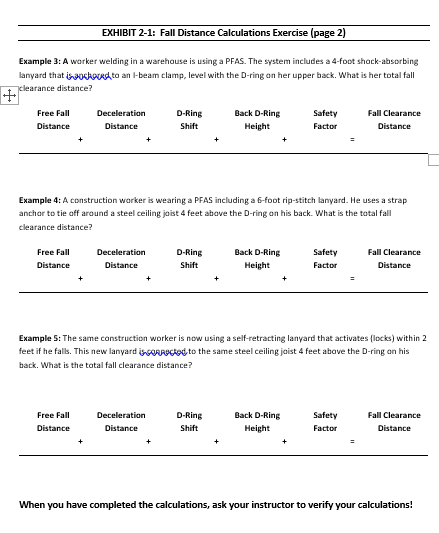 EXHIBIT 2-1: Fall Distance Calculations Exercise (page 2)
Example 3: A worker welding in a warehouse is using a PFAS. The system includes a 4-foot shock-absorbing
lanyard that is anchored to an I-beam clamp, level with the D-ring on her upper back. What is her total fall
clearance distance?
Free Fall Deceleration D-Ring Back D-Ring Safety Fall Clearance
Distance Distance Shift Height Factor Distance
+ + + + =
Example 4: A construction worker is wearing a PFAS including a 6-foot rip-stitch lanyard. He uses a strap
anchor to tie off around a steel ceiling joist 4 feet above the D-ring on his back. What is the total fall
clearance distance?
Free Fall Deceleration D-Ring Back D-Ring Safety Fall Clearance
Distance Distance Shift Height Factor Distance
+ + + + =
Example 5: The same construction worker is now using a self-retracting lanyard that activates (locks) within 2
feet if he falls. This new lanyard is connected to the same steel ceiling joist 4 feet above the D-ring on his
back. What is the total fall clearance distance?
Free Fall Deceleration D-Ring Back D-Ring Safety Fall Clearance
Distance Distance Shift Height Factor Distance
+ + + + =
When you have completed the calculations, ask your instructor to verify your calculations!